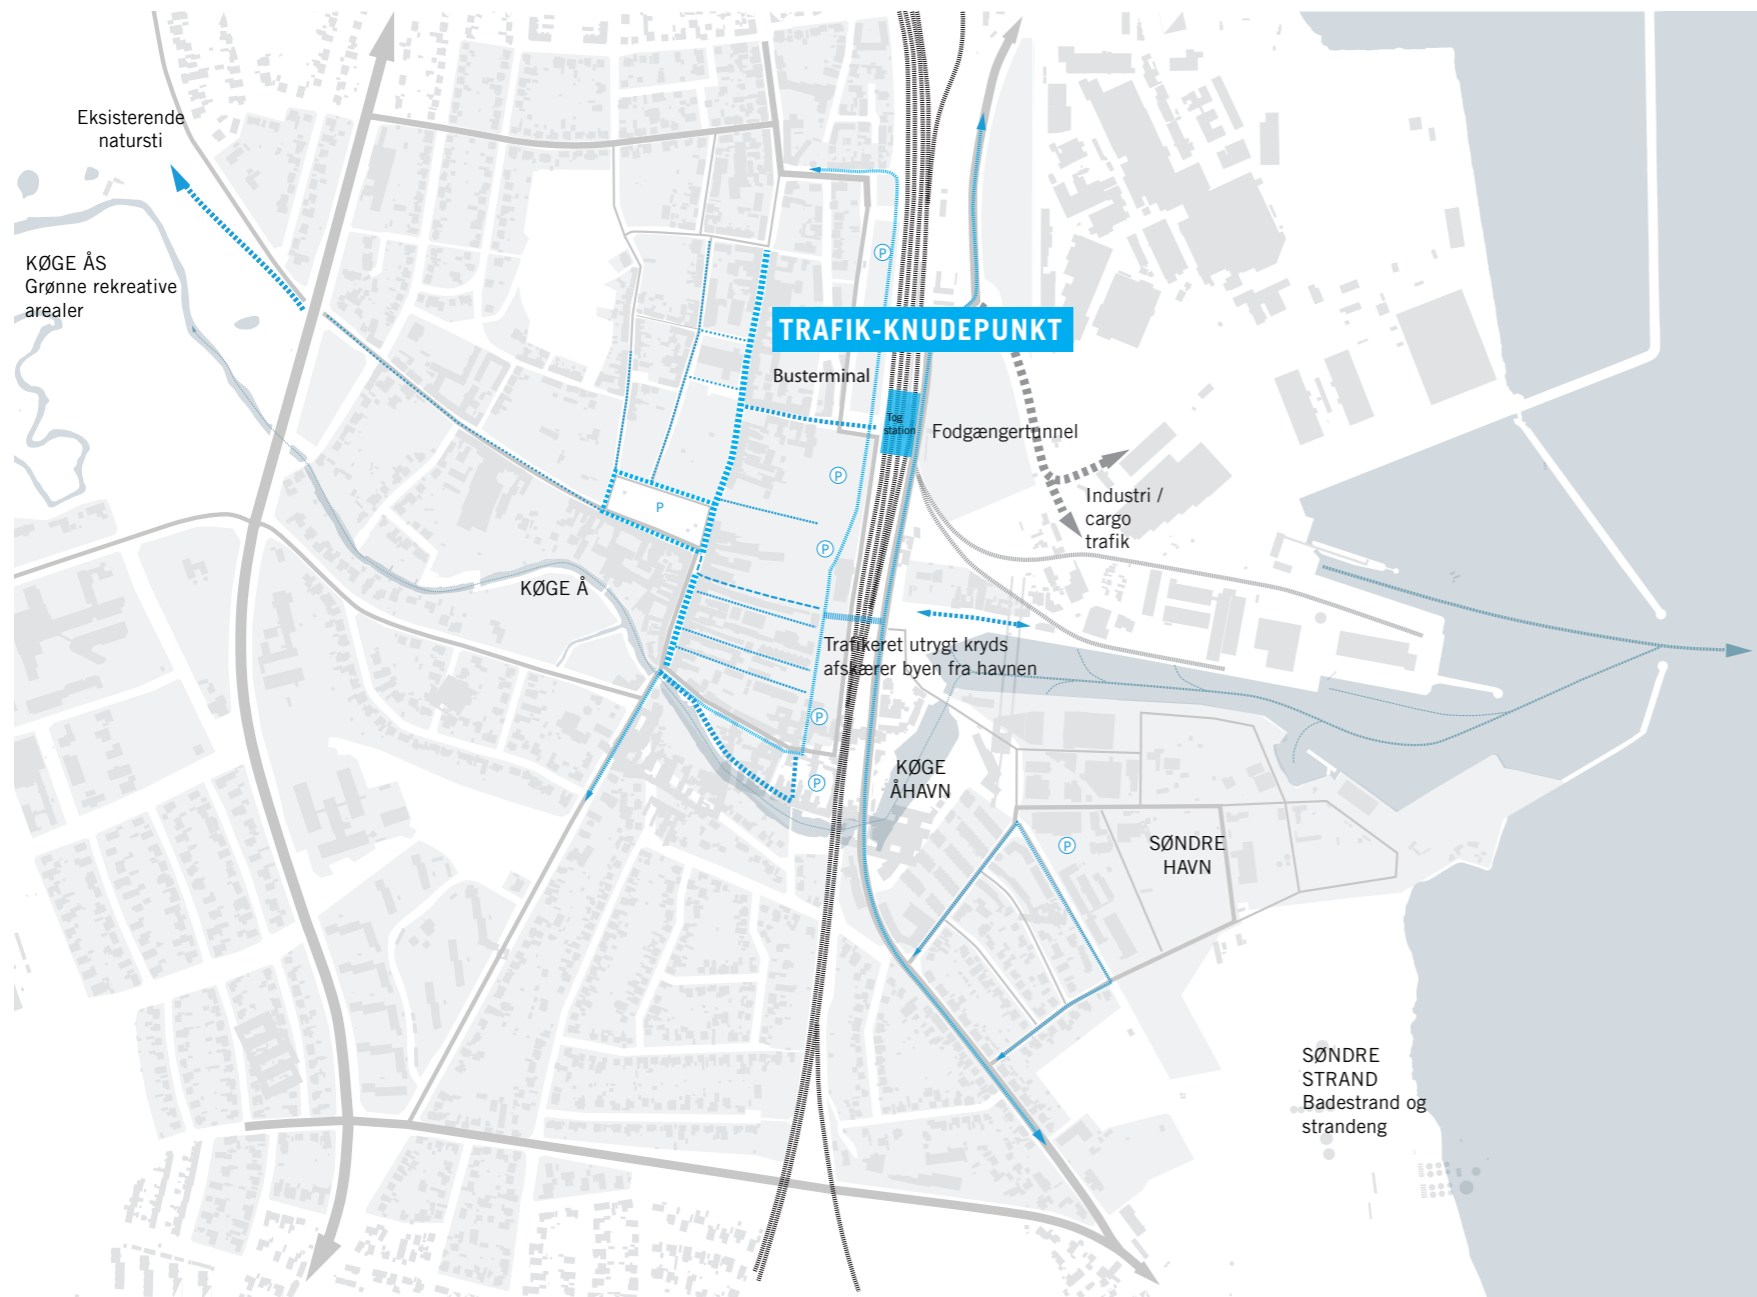 Eksisterende
natursti
KØGE ÅS
Grønne rekreative
arealer
P
TRAFIK-KNUDEPUNKT
Busterminal
Tog
station
Fodgængertunnel
P
Industri /
cargo
trafik
P
P
KØGE Å
Trafikeret utrygt kryds
afskærer byen fra havnen
P
P
KØGE
ÅHAVN
P
SØNDRE
HAVN
SØNDRE
STRAND
Badestrand og
strandeng